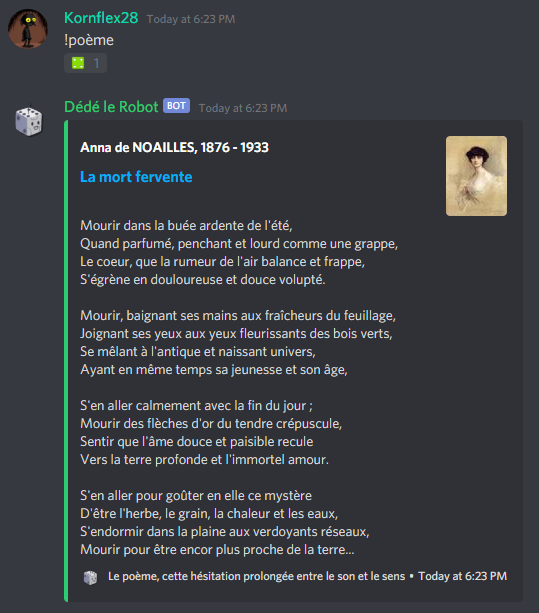 Kornflex28 Today at 6:23 PM
!poème
1
Dédé le Robot BOT Today at 6:23 PM
Anna de NOAILLES, 1876 - 1933
La mort fervente
Mourir dans la buée ardente de l'été,
Quand parfumé, penchant et lourd comme une grappe,
Le coeur, que la rumeur de l'air balance et frappe,
S'égrène en douloureuse et douce volupté.
Mourir, baignant ses mains aux fraîcheurs du feuillage,
Joignant ses yeux aux yeux fleurissants des bois verts,
Se mêlant à l'antique et naissant univers,
Ayant en même temps sa jeunesse et son âge,
S'en aller calmement avec la fin du jour ;
Mourir des flèches d'or du tendre crépuscule,
Sentir que l'âme douce et paisible recule
Vers la terre profonde et l'immortel amour.
S'en aller pour goûter en elle ce mystère
D'être l'herbe, le grain, la chaleur et les eaux,
S'endormir dans la plaine aux verdoyants réseaux,
Mourir pour être encor plus proche de la terre...
Le poème, cette hésitation prolongée entre le son et le sens • Today at 6:23 PM